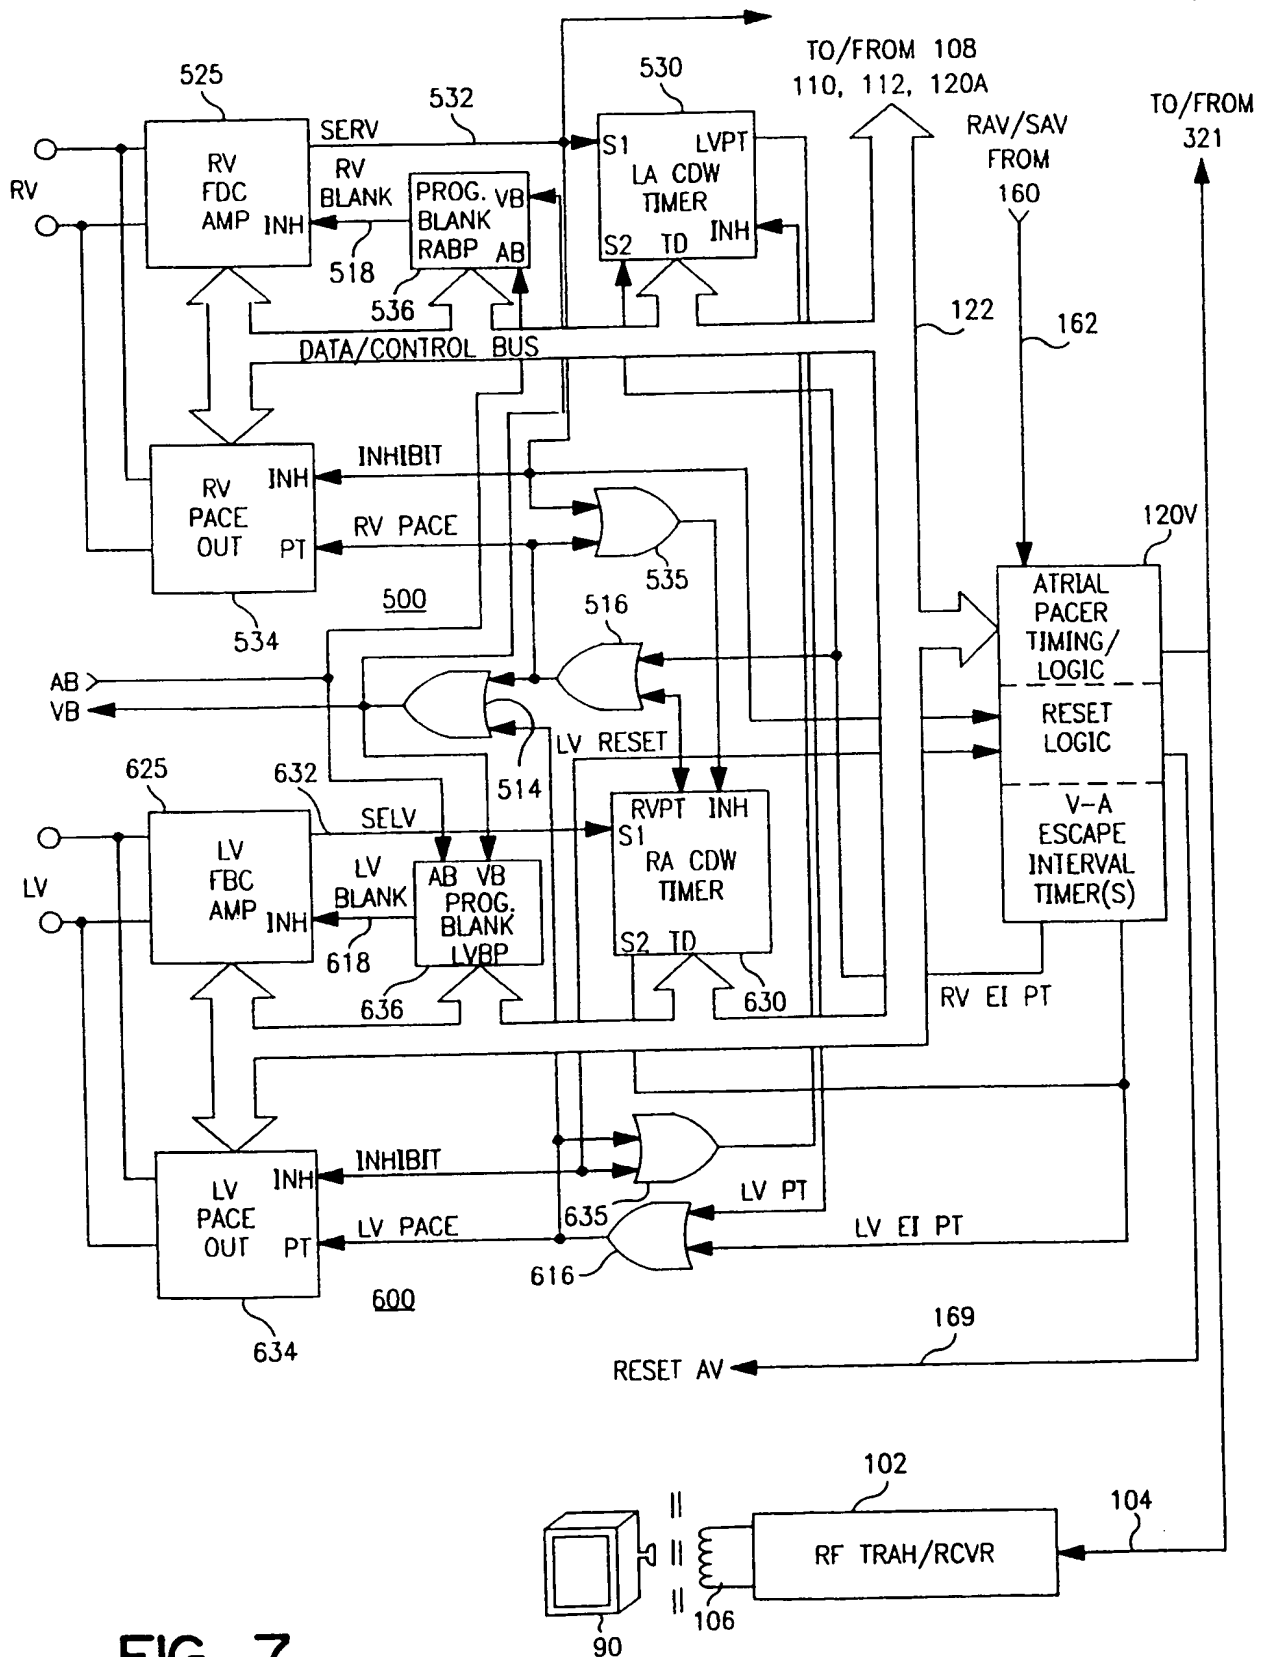 TO/FROM 108
110, 112, 120A
TO/FROM
321
RAV/SAV
FROM
160
525
532
530
SERV
RV
RV
FDC
AMP
INH
RV
BLANK
518
PROG.
BLANK
RABP
VB
AB
536
S1
LVPT
LA CDW
TIMER
INH
S2
TD
122
162
DATA/CONTROL BUS
RV
PACE
OUT
INH
PT
INHIBIT
RV PACE
535
534
500
516
120V
ATRIAL
PACER
TIMING/
LOGIC
RESET
LOGIC
V-A
ESCAPE
INTERVAL
TIMER(S)
AB
VB
514
LV RESET
625
632
SELV
LV
LV
FBC
AMP
INH
LV
BLANK
618
AB
VB
PROG.
BLANK
LVBP
636
RVPT
INH
S1
RA CDW
TIMER
S2
TD
630
RV EI PT
LV
PACE
OUT
INH
PT
INHIBIT
LV PACE
635
616
LV PT
LV EI PT
634
600
RESET AV
169
102
104
RF TRAH/RCVR
106
90
FIG. 7